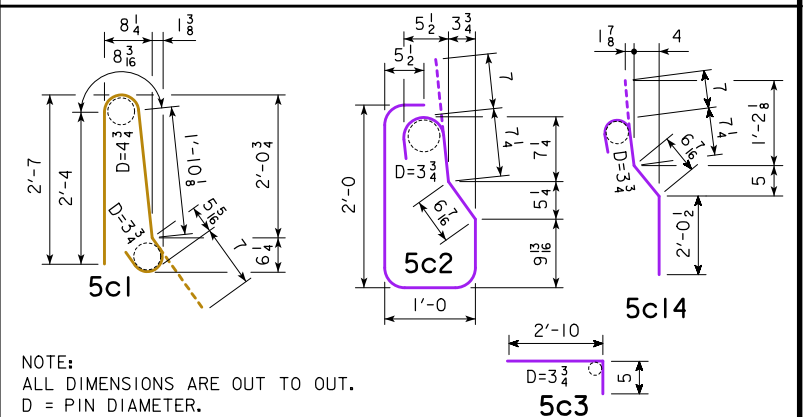 8 1/4
1 3/8
8 3/16
2'-7
2'-4
D=4 3/4
1'-10 1/8
2'-0 3/4
D=3 3/4
5 5/16
7
6 1/4
5c1
5 1/2
3 3/4
5 1/2
7
7 1/4
7 1/4
D=3 3/4
2'-0
6 7/16
5 1/4
9 13/16
5c2
1'-0
1 7/8
4
7
7 1/4
1'-2 1/8
6 7/16
D=3 3/4
5
2'-0 1/2
5c14
2'-10
D=3 3/4
5
5c3
NOTE:
ALL DIMENSIONS ARE OUT TO OUT.
D = PIN DIAMETER.